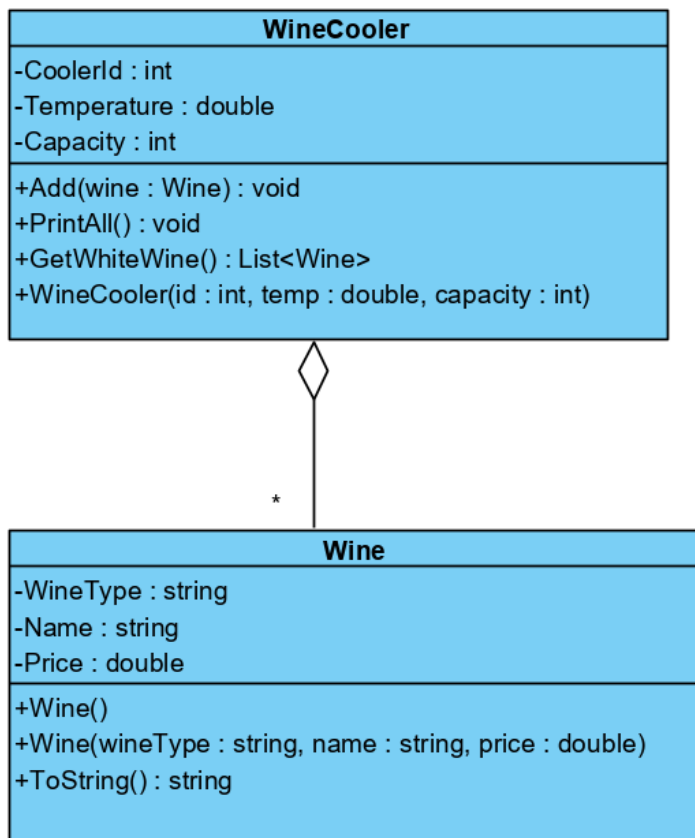 WineCooler
-CoolerId : int
-Temperature : double
-Capacity : int
+Add(wine : Wine) : void
+PrintAll() : void
+GetWhiteWine() : List<Wine>
+WineCooler(id : int, temp : double, capacity : int)
*
Wine
-WineType : string
-Name : string
-Price : double
+Wine()
+Wine(wineType : string, name : string, price : double)
+ToString() : string